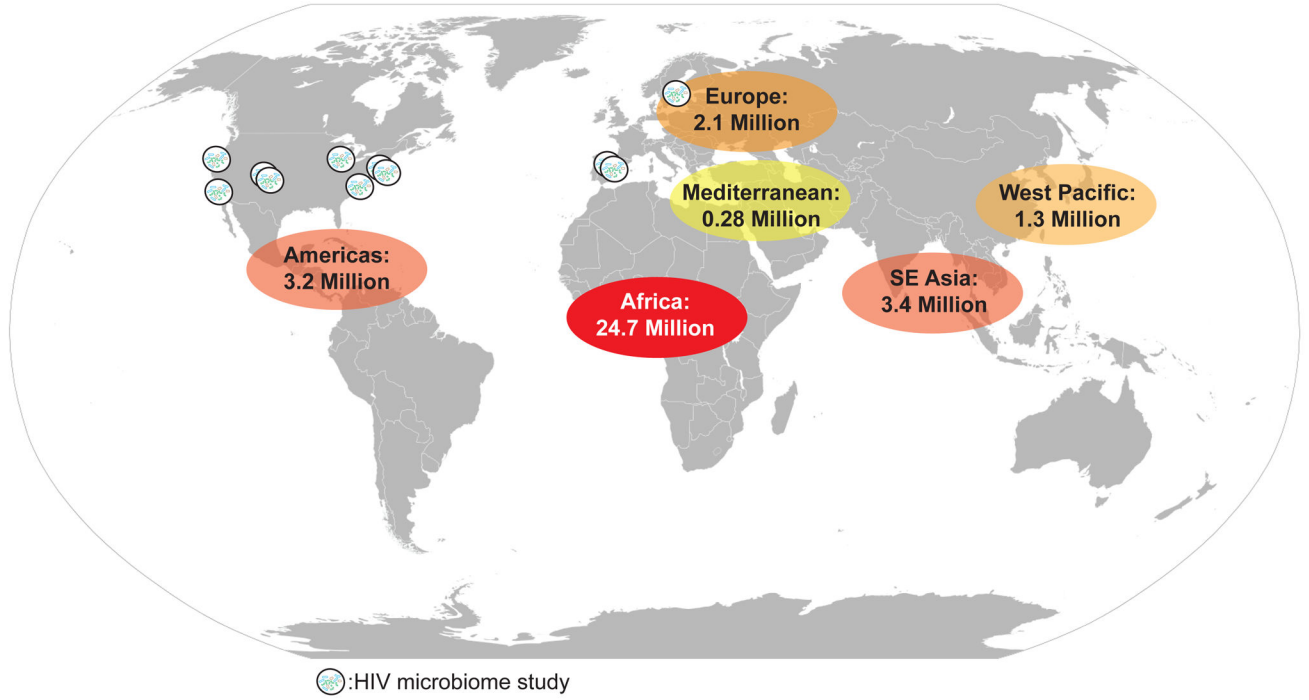 Europe:
2.1 Million
Mediterranean:
0.28 Million
West Pacific:
1.3 Million
Americas:
3.2 Million
SE Asia:
3.4 Million
Africa:
24.7 Million
:HIV microbiome study